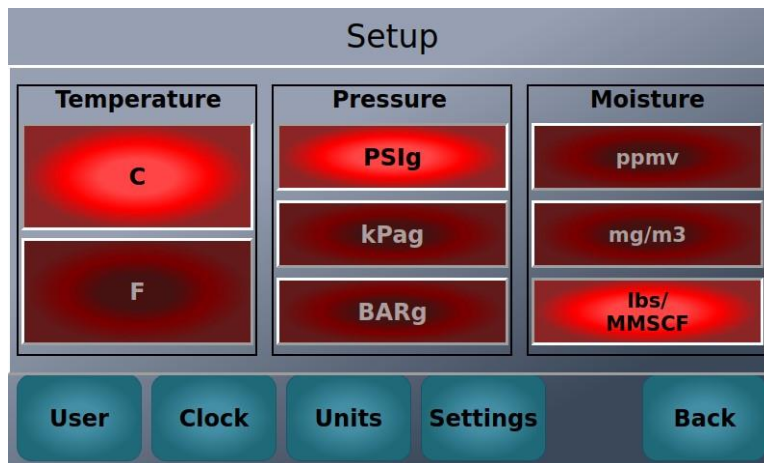 Setup
Temperature
C
F
Pressure
PSIg
kPag
BARg
Moisture
ppmv
mg/m3
lbs/
MMSCF
User
Clock
Units
Settings
Back